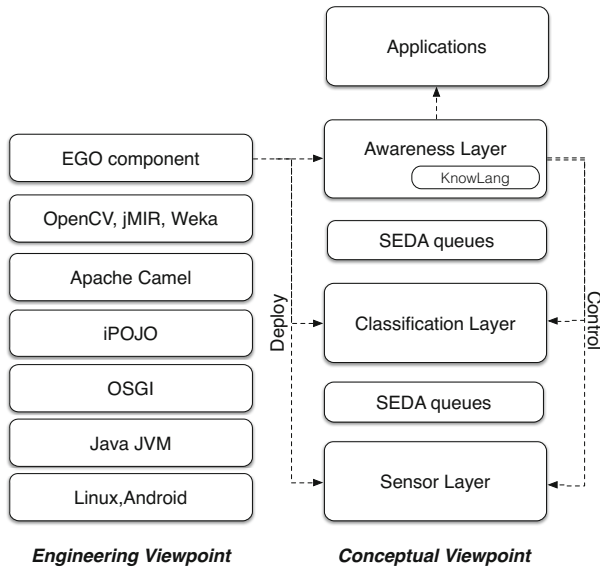 Applications
EGO component
Awareness Layer
KnowLang
OpenCV, jMIR, Weka
SEDA queues
Apache Camel
Deploy
Classification Layer
Control
iPOJO
OSGI
SEDA queues
Java JVM
Sensor Layer
Linux,Android
Engineering Viewpoint
Conceptual Viewpoint